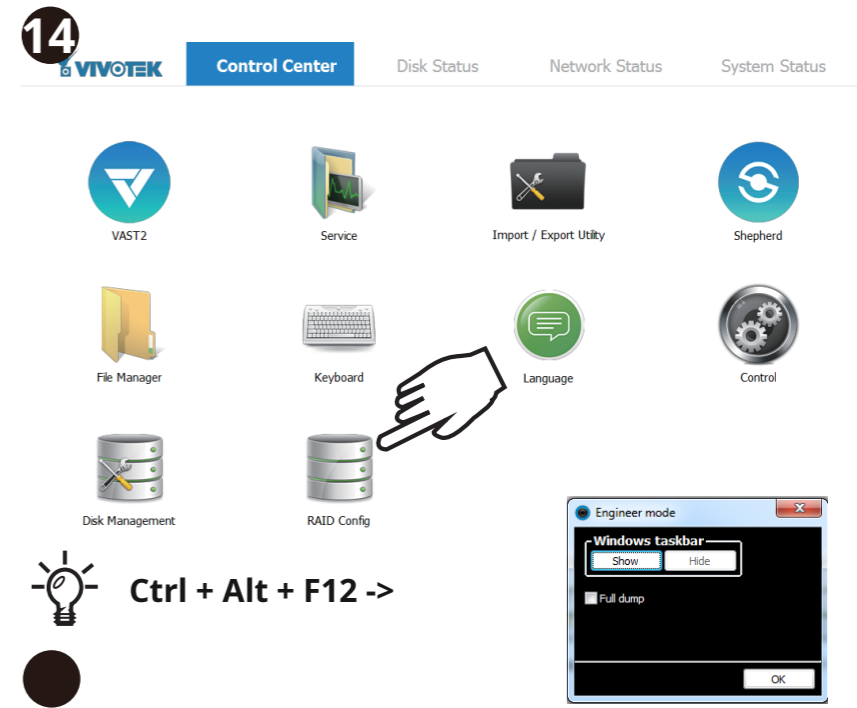 14
VIVOTEK
Control Center
Disk Status
Network Status
System Status
VAST2
Service
Import / Export Utility
Shepherd
File Manager
Keyboard
Language
Control
Disk Management
RAID Config
Engineer mode
Windows taskbar
Show
Hide
Full dump
OK
Ctrl + Alt + F12 ->